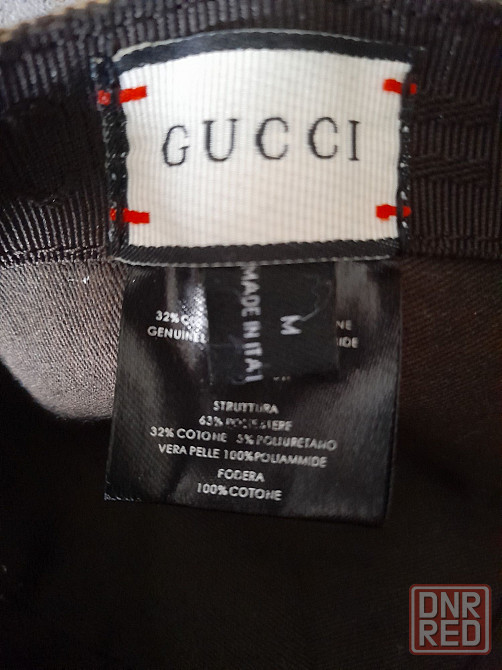 GUCCI
MADE IN ITAL
M
32% CO
GENUINE
NE
IDE
STRUTTURA
63% POLIESTERE
32% COTONE 5% POLIURETANO
VERA PELLE 100%POLIAMMIDE
FODERA
100% COTONE
DNR
RED